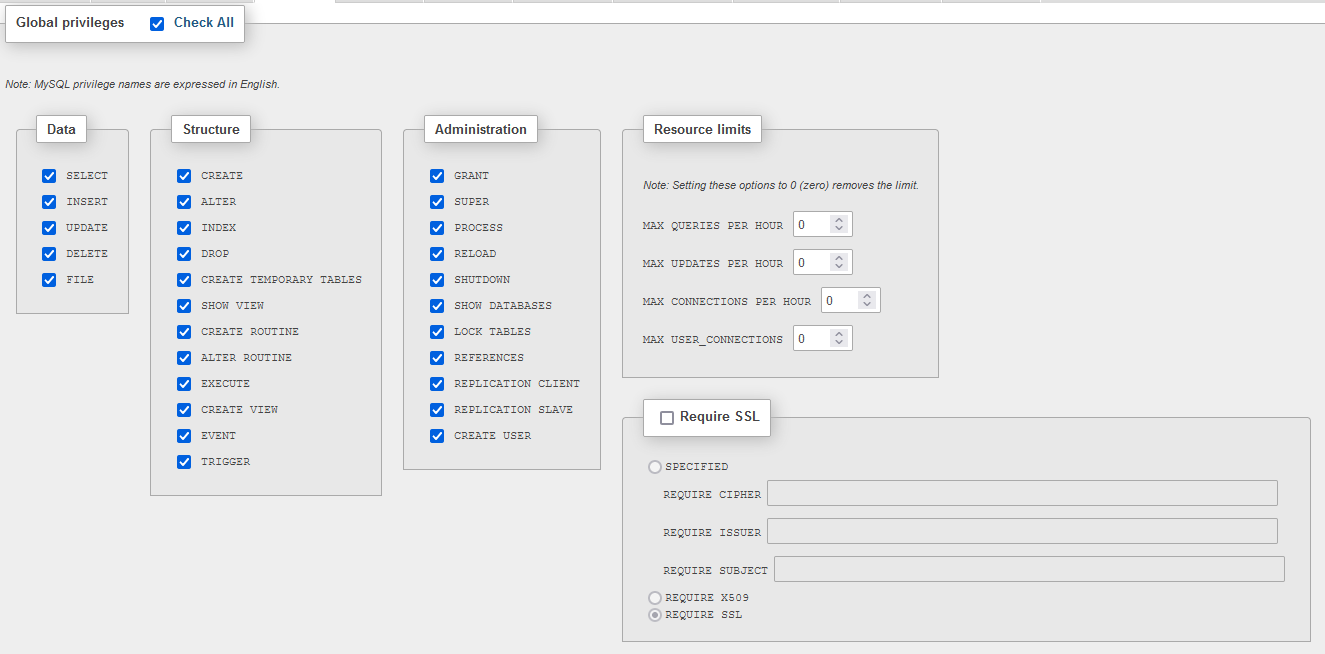 Global privileges Check All
Note: MySQL privilege names are expressed in English.
Data
SELECT
INSERT
UPDATE
DELETE
FILE
Structure
CREATE
ALTER
INDEX
DROP
CREATE TEMPORARY TABLES
SHOW VIEW
CREATE ROUTINE
ALTER ROUTINE
EXECUTE
CREATE VIEW
EVENT
TRIGGER
Administration
GRANT
SUPER
PROCESS
RELOAD
SHUTDOWN
SHOW DATABASES
LOCK TABLES
REFERENCES
REPLICATION CLIENT
REPLICATION SLAVE
CREATE USER
Resource limits
Note: Setting these options to 0 (zero) removes the limit.
MAX QUERIES PER HOUR 0
MAX UPDATES PER HOUR 0
MAX CONNECTIONS PER HOUR 0
MAX USER_CONNECTIONS 0
Require SSL
SPECIFIED
REQUIRE CIPHER
REQUIRE ISSUER
REQUIRE SUBJECT
REQUIRE X509
REQUIRE SSL